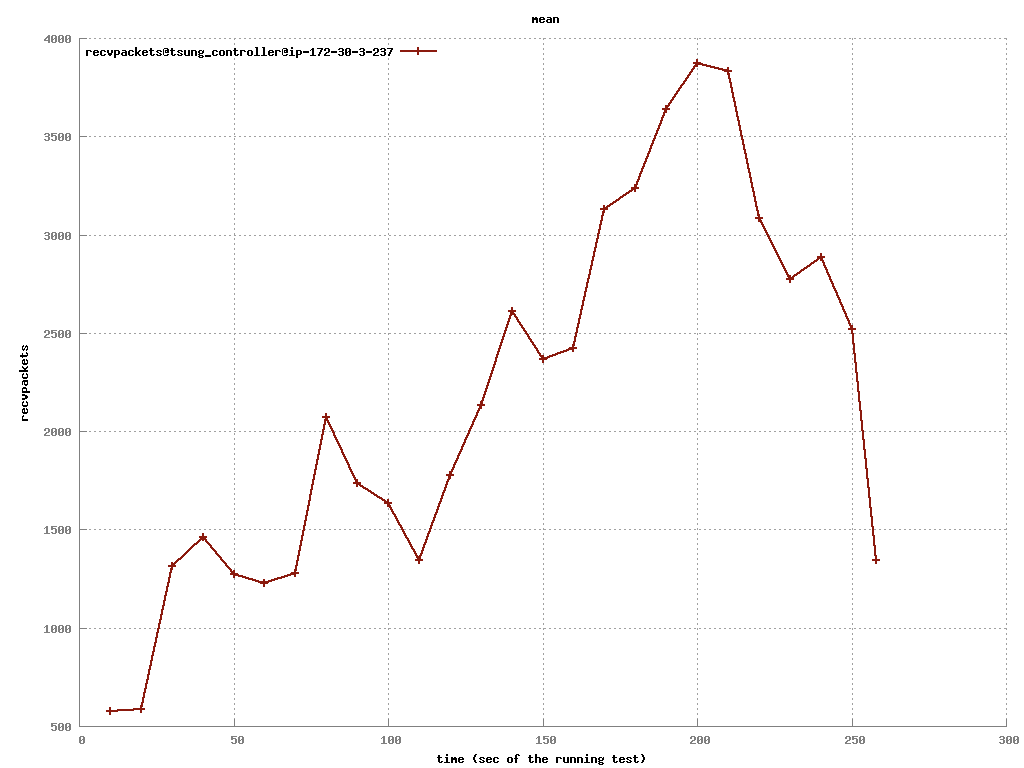 mean
4000
recvpackets@tsung_controller@ip-172-30-3-237
3500
3000
2500
recvpackets
2000
1500
1000
500
0 50 100 150 200 250 300
time (sec of the running test)